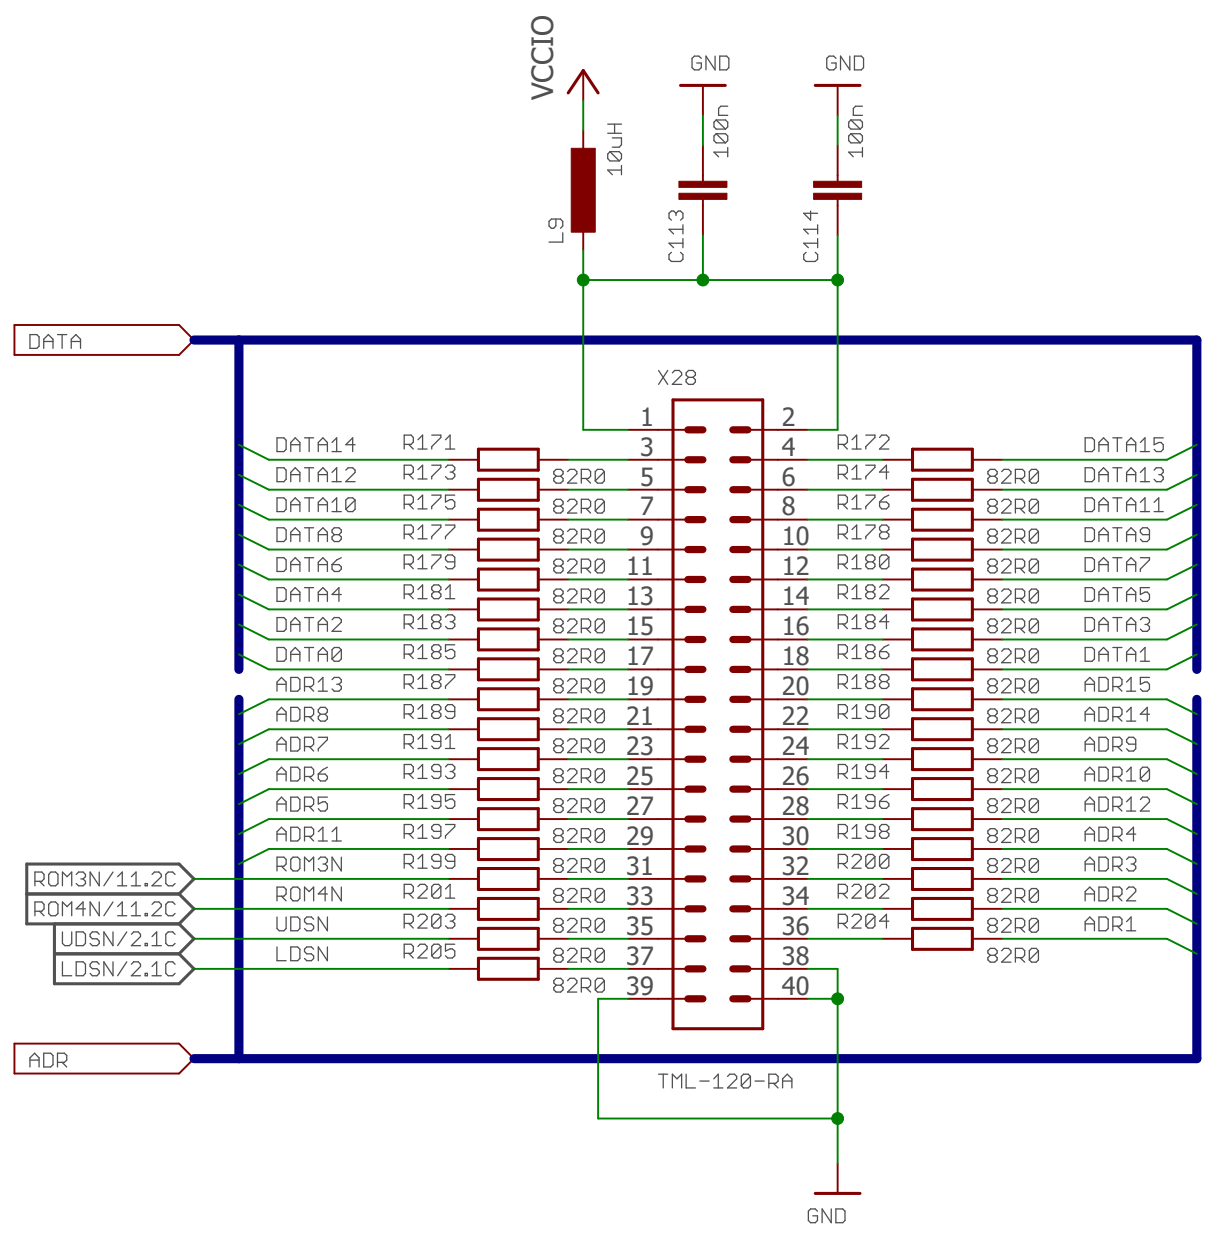 VCCIO
GND GND
10uH 100n 100n
L9 C113 C114
DATA
X28
1 2
DATA14 R171 82R0 3 4 R172 82R0 DATA15
DATA12 R173 82R0 5 6 R174 82R0 DATA13
DATA10 R175 82R0 7 8 R176 82R0 DATA11
DATA8 R177 82R0 9 10 R178 82R0 DATA9
DATA6 R179 82R0 11 12 R180 82R0 DATA7
DATA4 R181 82R0 13 14 R182 82R0 DATA5
DATA2 R183 82R0 15 16 R184 82R0 DATA3
DATA0 R185 82R0 17 18 R186 82R0 DATA1
ADR13 R187 82R0 19 20 R188 82R0 ADR15
ADR8 R189 82R0 21 22 R190 82R0 ADR14
ADR7 R191 82R0 23 24 R192 82R0 ADR9
ADR6 R193 82R0 25 26 R194 82R0 ADR10
ADR5 R195 82R0 27 28 R196 82R0 ADR12
ADR11 R197 82R0 29 30 R198 82R0 ADR4
ROM3N/11.2C ROM3N R199 82R0 31 32 R200 82R0 ADR3
ROM4N/11.2C ROM4N R201 82R0 33 34 R202 82R0 ADR2
UDSN/2.1C UDSN R203 82R0 35 36 R204 82R0 ADR1
LDSN/2.1C LDSN R205 82R0 37 38
39 40
ADR
TML-120-RA
GND